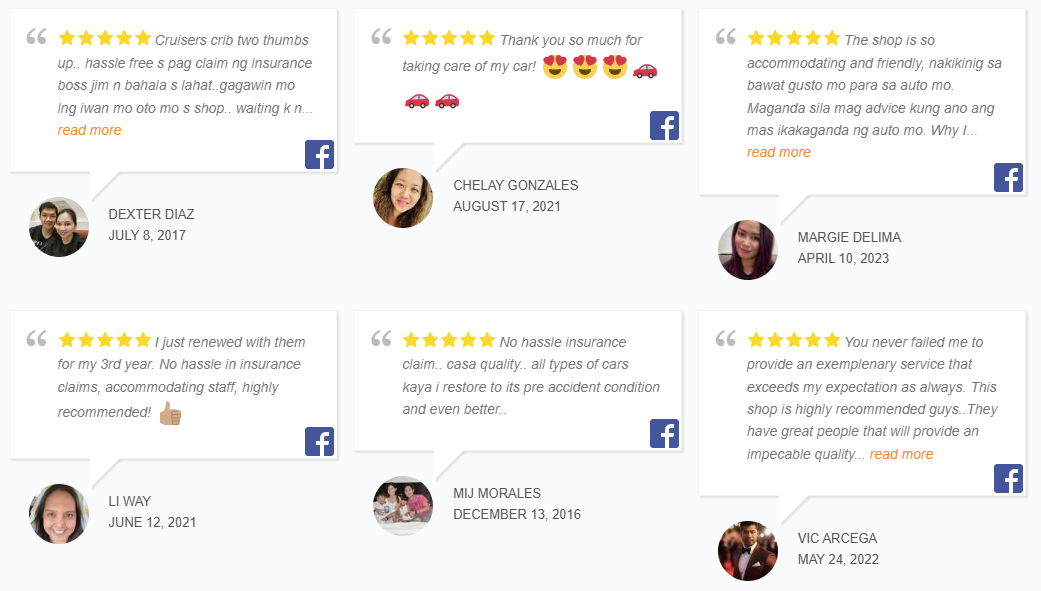 Cruisers crib two thumbs
up.. hassle free s pag claim ng insurance
boss jim n bahala s lahat..gagawin mo
lng iwan mo oto mo s shop.. waiting k n...
read more
DEXTER DIAZ
JULY 8, 2017
Thank you so much for
taking care of my car! 😍😍😍🚗
🚗🚗
CHELAY GONZALES
AUGUST 17, 2021
The shop is so
accommodating and friendly, nakikinig sa
bawat gusto mo para sa auto mo.
Maganda sila mag advice kung ano ang
mas ikakaganda ng auto mo. Why I...
read more
MARGIE DELIMA
APRIL 10, 2023
I just renewed with them
for my 3rd year. No hassle in insurance
claims, accommodating staff, highly
recommended! 👍🏽
LI WAY
JUNE 12, 2021
No hassle insurance
claim.. casa quality.. all types of cars
kaya i restore to its pre accident condition
and even better..
MIJ MORALES
DECEMBER 13, 2016
You never failed me to
provide an exemplenary service that
exceeds my expectation as always. This
shop is highly recommended guys..They
have great people that will provide an
impecable quality... read more
VIC ARCEGA
MAY 24, 2022